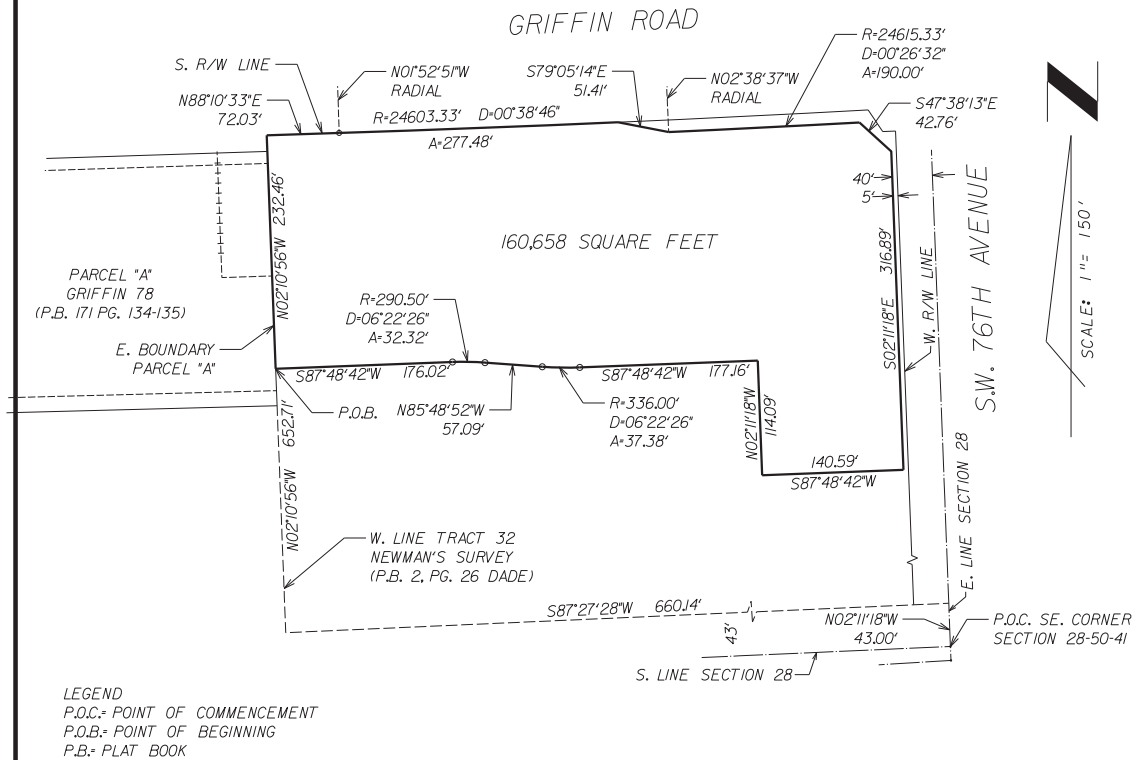 GRIFFIN ROAD
R=24615.33'
D=00°26'32"
A=190.00'
S. R/W LINE
N01°52'51"W
RADIAL
S79°05'14"E
51.41'
N02°38'37"W
RADIAL
N88°10'33"E
72.03'
R=24603.33' D=00°38'46"
A=277.48'
S47°38'13"E
42.76'
40'
5'
N02°10'56"W 232.46'
160,658 SQUARE FEET
S02°11'18"E 316.89'
W. R/W LINE
S.W. 76TH AVENUE
SCALE: 1"= 150'
PARCEL "A"
GRIFFIN 78
(P.B. 171 PG. 134-135)
R=290.50'
D=06°22'26"
A=32.32'
E. BOUNDARY
PARCEL "A"
S87°48'42"W 176.02'
S87°48'42"W 177.16'
P.O.B.
N85°48'52"W
57.09'
R=336.00'
D=06°22'26"
A=37.38'
N02°11'18"W
114.09'
140.59'
S87°48'42"W
N02°10'56"W 652.71'
W. LINE TRACT 32
NEWMAN'S SURVEY
(P.B. 2, PG. 26 DADE)
E. LINE SECTION 28
S87°27'28"W 660.14'
43'
N02°11'18"W
43.00'
P.O.C. SE. CORNER
SECTION 28-50-41
S. LINE SECTION 28
LEGEND
P.O.C.= POINT OF COMMENCEMENT
P.O.B.= POINT OF BEGINNING
P.B.= PLAT BOOK